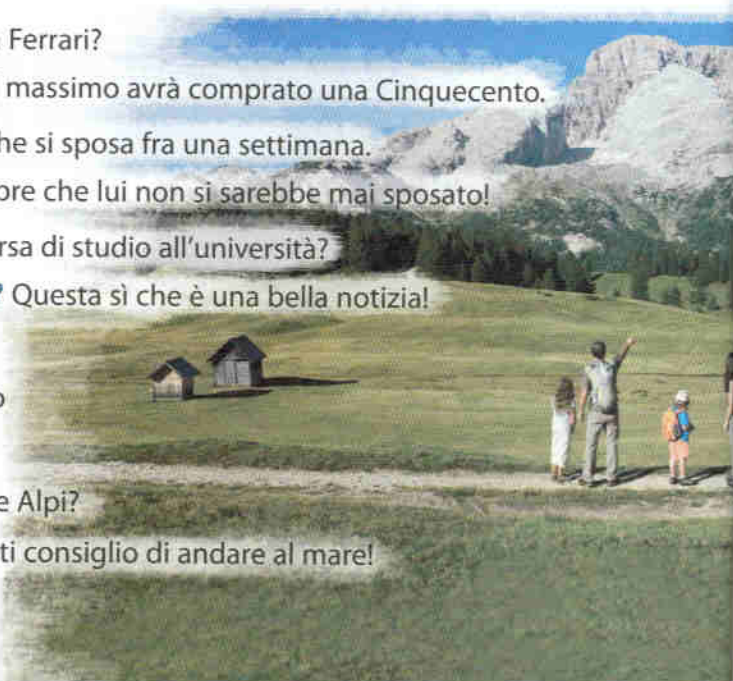 Ferrari?
massimo avrà comprato una Cinquecento.
he si sposa fra una settimana.
pre che lui non si sarebbe mai sposato!
rsa di studio all'università?
? Questa sì che è una bella notizia!
o
e Alpi?
ti consiglio di andare al mare!